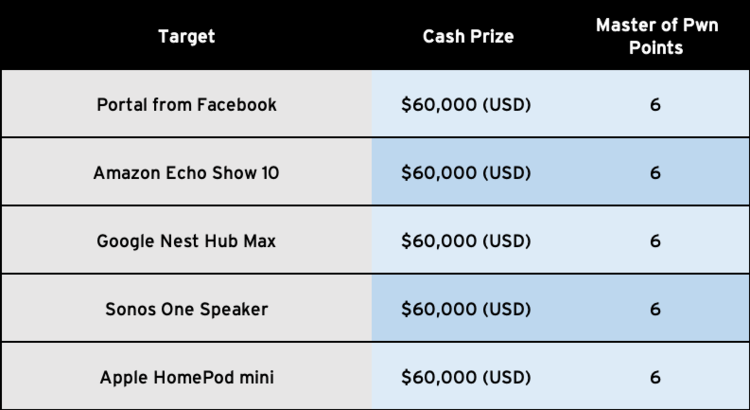 Target Cash Prize Master of Pwn
Points
Portal from Facebook $60,000 (USD) 6
Amazon Echo Show 10 $60,000 (USD) 6
Google Nest Hub Max $60,000 (USD) 6
Sonos One Speaker $60,000 (USD) 6
Apple HomePod mini $60,000 (USD) 6